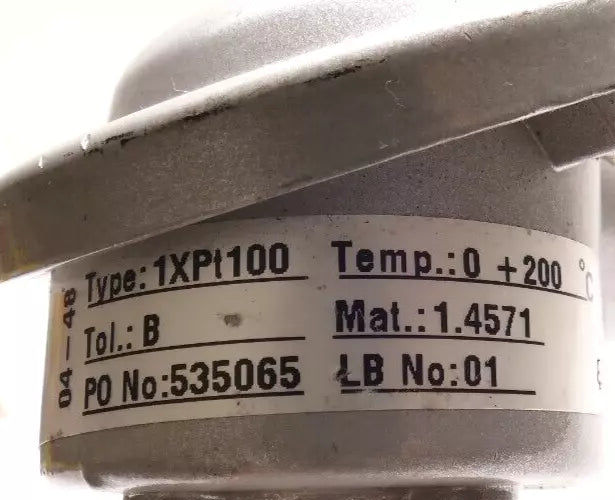 04-48
Type: 1XPt100 Temp.: 0 +200 °C
Tol.: B Mat.: 1.4571
PO No: 535065 LB No: 01